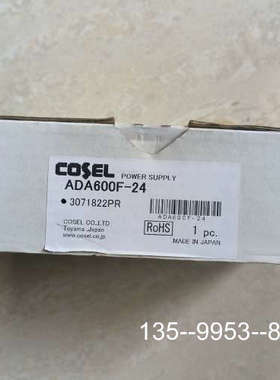 COSEL POWER SUPPLY
ADA600F-24
● 3071822PR
COSEL CO.,LTD
Toyama, Japan
www.cosel.co.jp
ADA600F-24
RoHS 1 pc.
MADE IN JAPAN
135--9953--8